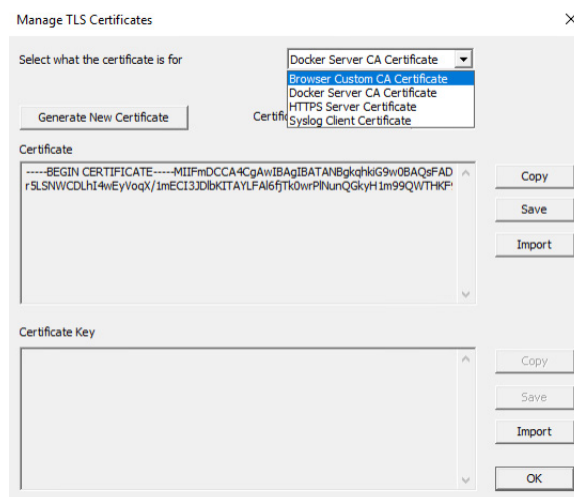 Manage TLS Certificates
Select what the certificate is for
Docker Server CA Certificate
Browser Custom CA Certificate
Docker Server CA Certificate
HTTPS Server Certificate
Syslog Client Certificate
Generate New Certificate
Certific
Certificate
-----BEGIN CERTIFICATE-----MIIFmDCCA4CgAwIBAgIBATANBgkqhkiG9w0BAQsFAD
r5LSNWCDLhI4wEyVoqX/1mECI3JDlbKITAYLFAl6fjTk0wrPlNunQGkyH1m99QWTHKF
Copy
Save
Import
Certificate Key
Copy
Save
Import
OK